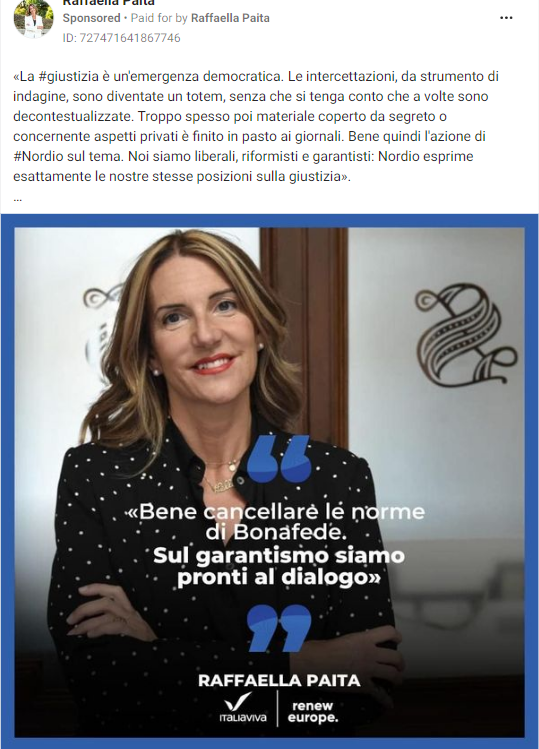 Raffaella Paita
Sponsored • Paid for by Raffaella Paita
ID: 727471641867746
«La #giustizia è un'emergenza democratica. Le intercettazioni, da strumento di
indagine, sono diventate un totem, senza che si tenga conto che a volte sono
decontestualizzate. Troppo spesso poi materiale coperto da segreto o
concernente aspetti privati è finito in pasto ai giornali. Bene quindi l'azione di
#Nordio sul tema. Noi siamo liberali, riformisti e garantisti: Nordio esprime
esattamente le nostre stesse posizioni sulla giustizia».
...
“
«Bene cancellare le norme
di Bonafede.
Sul garantismo siamo
pronti al dialogo»
”
RAFFAELLA PAITA
ITALIAVIVA
renew
europe.